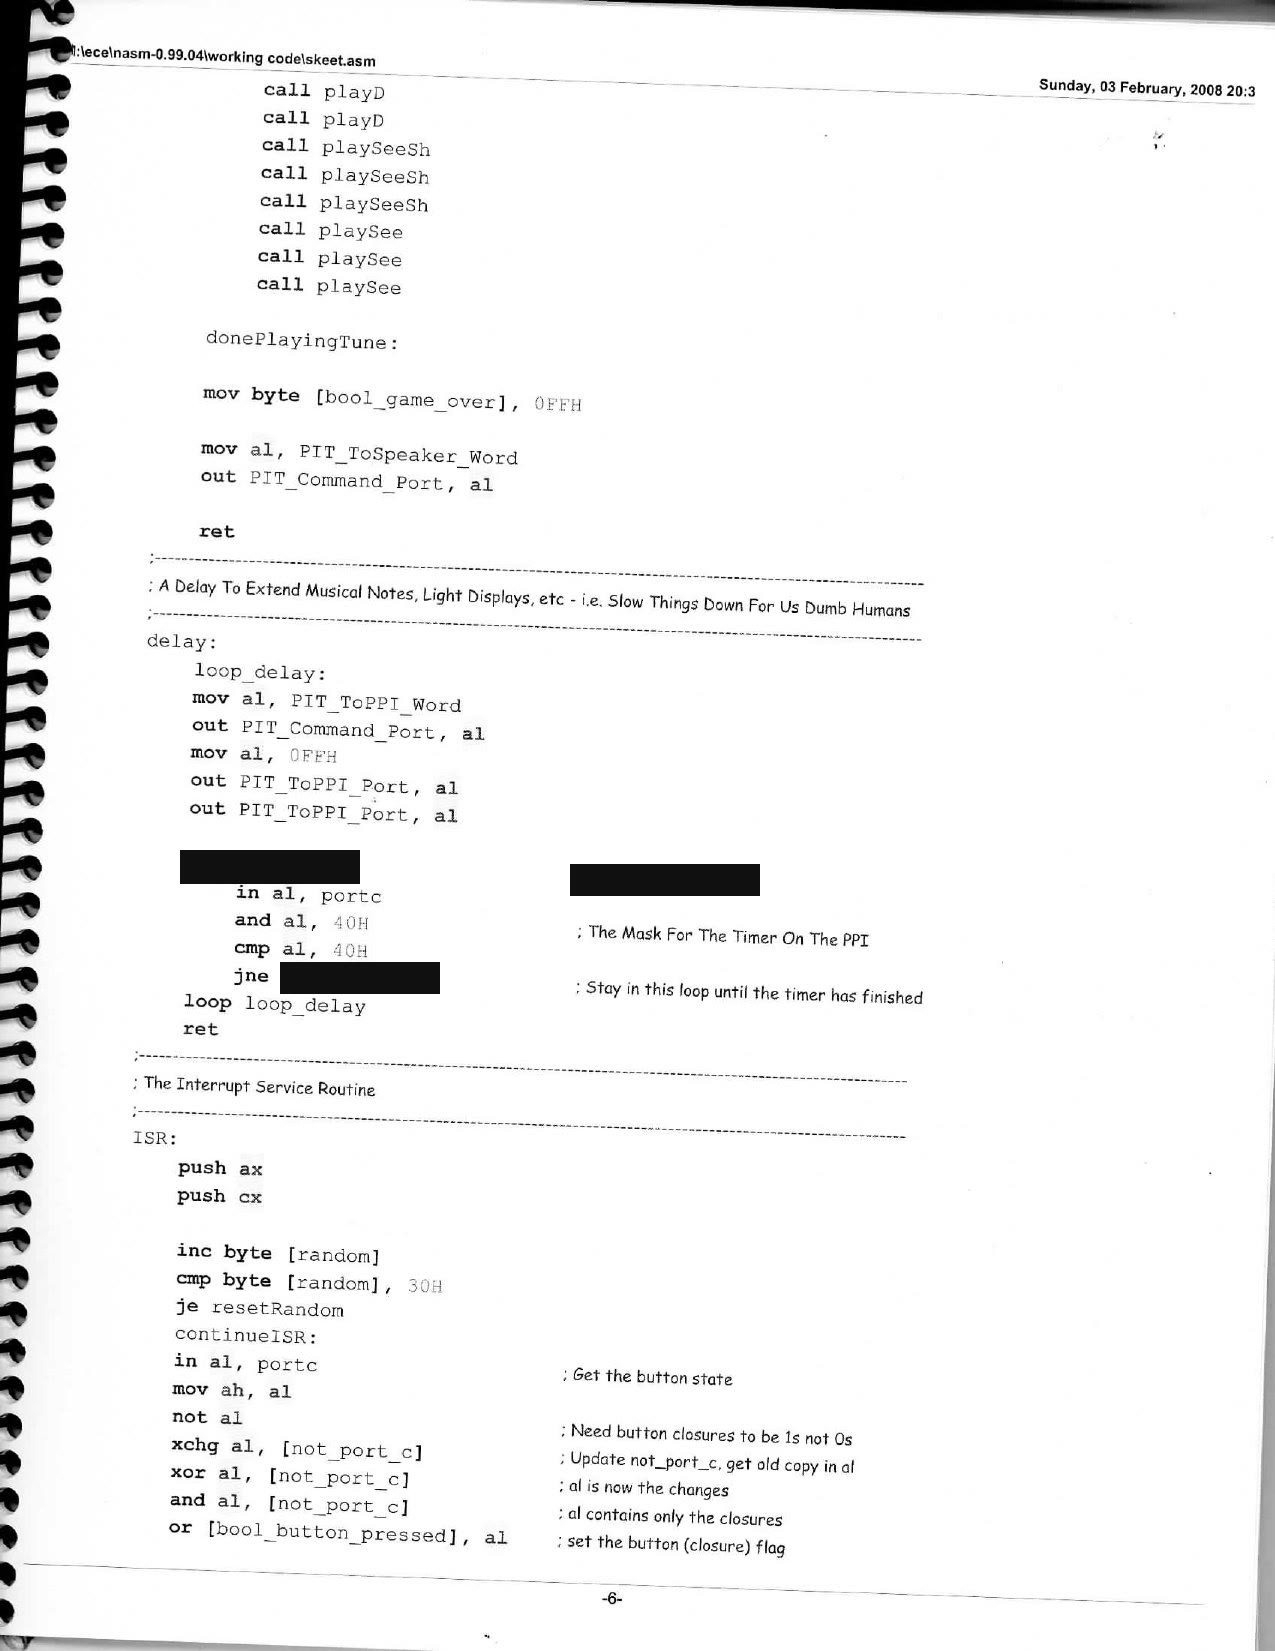 l:\ece\nasm-0.99.04\working code\skeet.asm
Sunday, 03 February, 2008 20:3
call playD
call playD
call playSeeSh
call playSeeSh
call playSeeSh
call playSee
call playSee
call playSee
donePlayingTune:
mov byte [bool_game_over], 0FFH
mov al, PIT_ToSpeaker_Word
out PIT_Command_Port, al
ret
;------------------------------------------------------------
; A Delay To Extend Musical Notes, Light Displays, etc - i.e. Slow Things Down For Us Dumb Humans
;------------------------------------------------------------
delay:
loop_delay:
mov al, PIT_ToPPI_Word
out PIT_Command_Port, al
mov al, 0FFH
out PIT_ToPPI_Port, al
out PIT_ToPPI_Port, al
in al, portc
and al, 40H ; The Mask For The Timer On The PPI
cmp al, 40H
jne ; Stay in this loop until the timer has finished
loop loop_delay
ret
;------------------------------------------------------------
; The Interrupt Service Routine
;------------------------------------------------------------
ISR:
push ax
push cx
inc byte [random]
cmp byte [random], 30H
je resetRandom
continueISR:
in al, portc ; Get the button state
mov ah, al
not al ; Need button closures to be 1s not 0s
xchg al, [not_port_c] ; Update not_port_c, get old copy in al
xor al, [not_port_c] ; al is now the changes
and al, [not_port_c] ; al contains only the closures
or [bool_button_pressed], al ; set the button (closure) flag
-6-